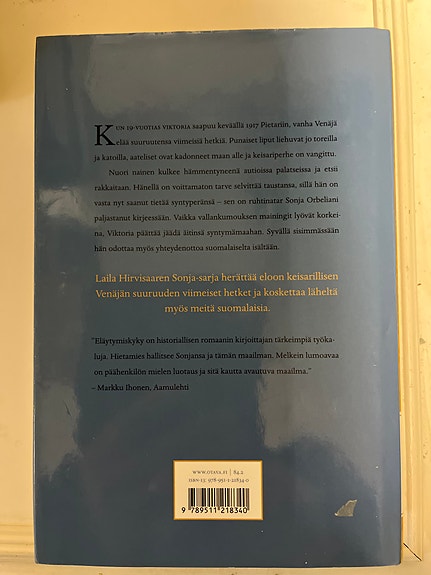 KUN 19-VUOTIAS VIKTORIA saapuu keväällä 1917 Pietariin, vanha Venäjä
elää suuruutensa viimeisiä hetkiä. Punaiset liput liehuvat jo toreilla
ja katoilla, aateliset ovat kadonneet maan alle ja keisariperhe on vangittu.
Nuori nainen kulkee hämmentyneenä autioissa palatseissa ja etsii
rakkaitaan. Hänellä on voittamaton tarve selvittää taustansa, sillä hän on
vasta nyt saanut tietää syntyperänsä – sen on ruhtinatar Sonja Orbeliani
paljastanut kirjeessään. Vaikka vallankumouksen mainingit lyövät korkei-
na, Viktoria päättää jäädä äitinsä syntymämaahan. Syvällä sisimmässään
hän odottaa myös yhteydenottoa suomalaiselta isältään.
Laila Hirvisaaren Sonja-sarja herättää eloon keisarillisen
Venäjän suuruuden viimeiset hetket ja koskettaa läheltä
myös meitä suomalaisia.
"Eläytymiskyky on historiallisen romaanin kirjoittajan tärkeimpiä työka-
luja. Hietamies hallitsee Sonjansa ja tämän maailman. Melkein lumoavaa
on päähenkilön mielen luotaus ja sitä kautta avautuva maailma."
– Markku Ihonen, Aamulehti
WWW.OTAVA.FI 84.2
ISBN-13: 978-951-1-21834-0
9 789511 218340